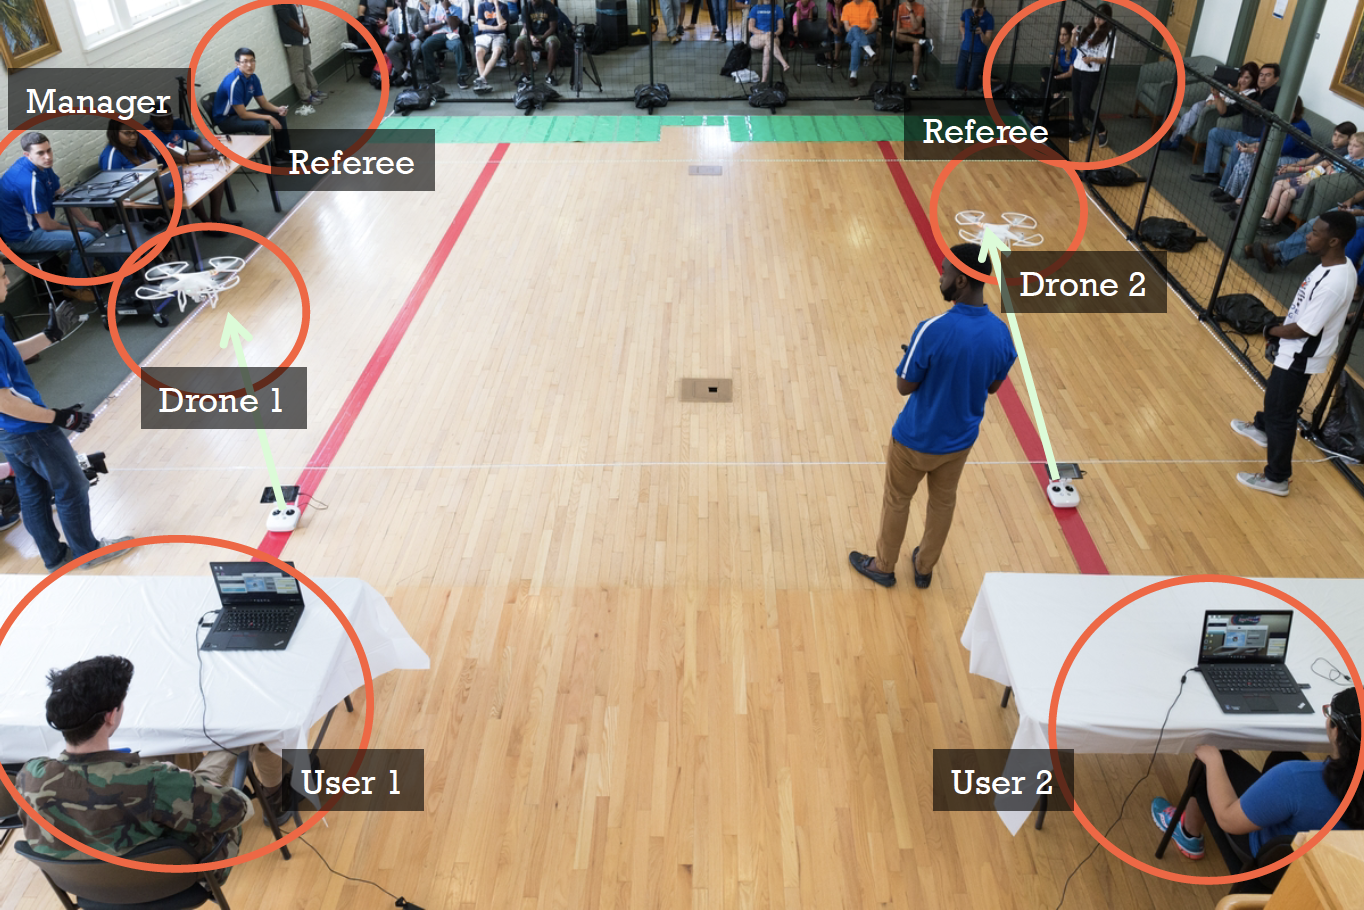 Manager
Referee
Referee
Drone 2
Drone 1
User 1
User 2